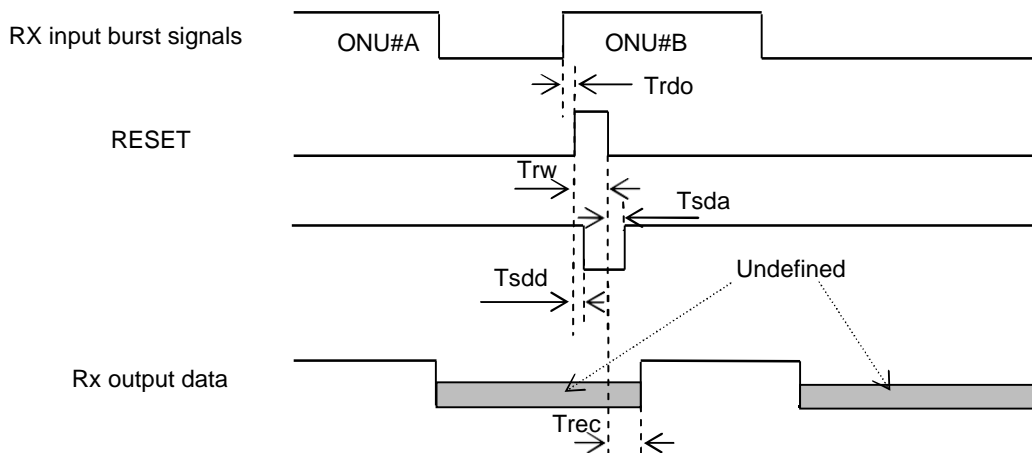 RX input burst signals
ONU#A
ONU#B
Trdo
RESET
Trw
Tsda
Tsdd
Undefined
Rx output data
Trec